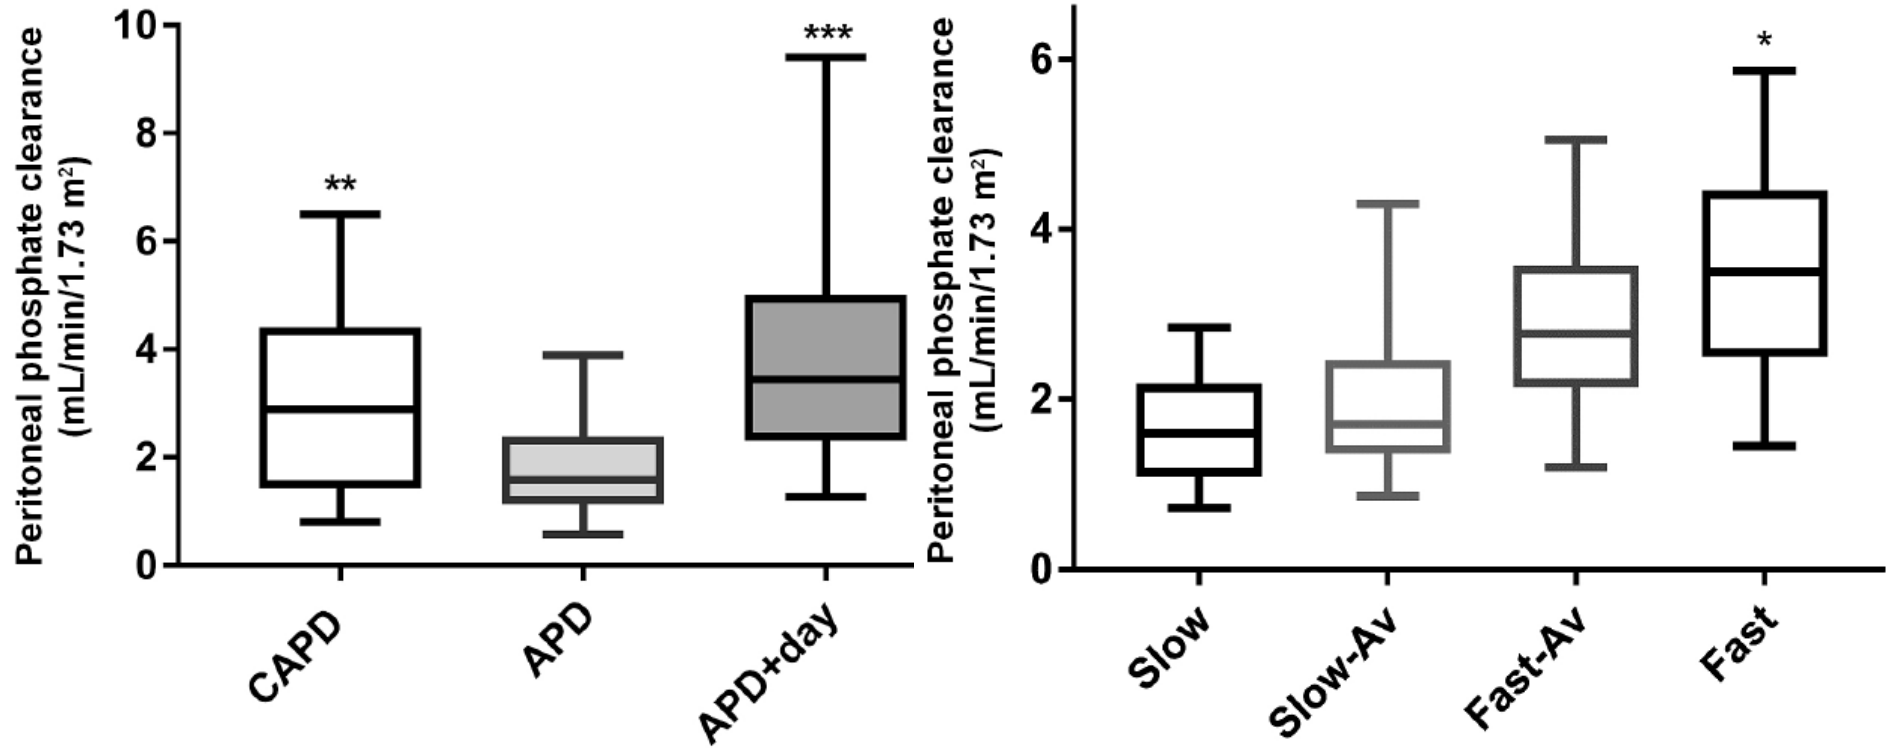 Peritoneal phosphate clearance
(mL/min/1.73 m²)
10
8
6
4
2
0
**
***
CAPD
APD
APD+day
Peritoneal phosphate clearance
(mL/min/1.73 m²)
6
4
2
0
*
Slow
Slow-Av
Fast-Av
Fast